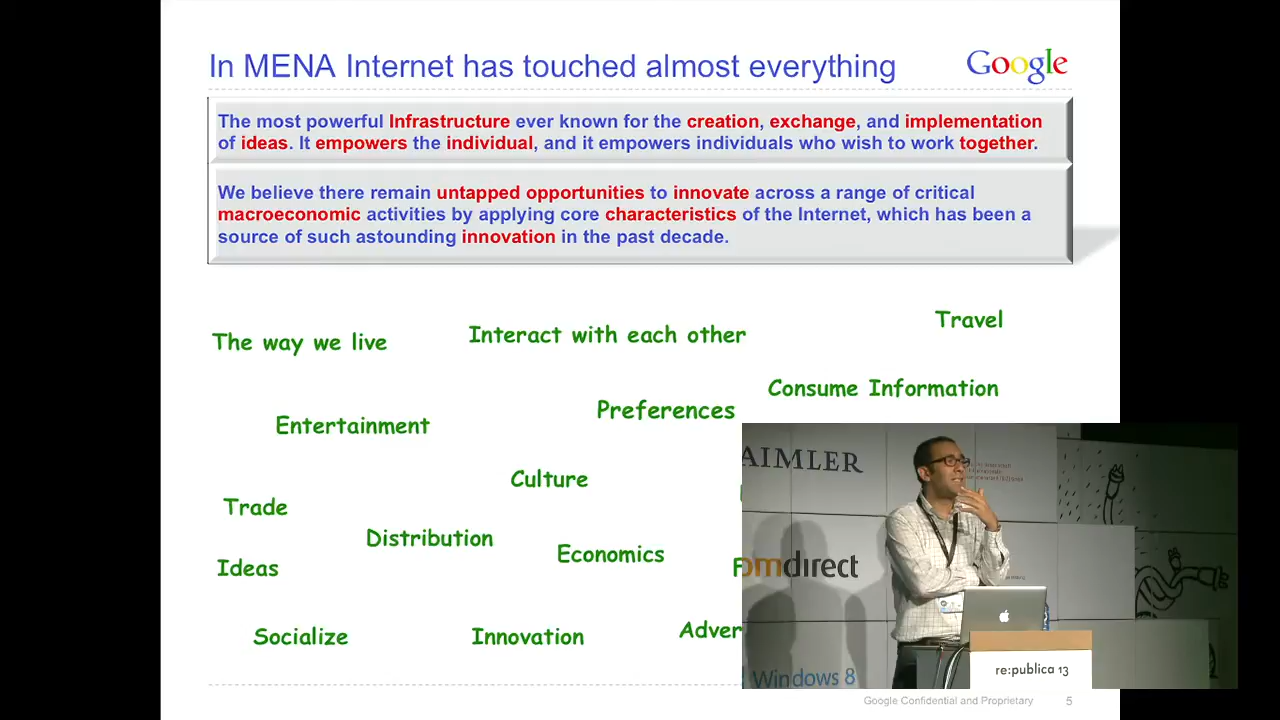 In MENA Internet has touched almost everything
Google
The most powerful Infrastructure ever known for the creation, exchange, and implementation
of ideas. It empowers the individual, and it empowers individuals who wish to work together.
We believe there remain untapped opportunities to innovate across a range of critical
macroeconomic activities by applying core characteristics of the Internet, which has been a
source of such astounding innovation in the past decade.
Travel
The way we live
Interact with each other
Consume Information
Preferences
Entertainment
Culture
Trade
Distribution
Economics
Ideas
Socialize
Innovation
AIMLER
omdirect
Windows 8
re:publica 13
Google Confidential and Proprietary
5